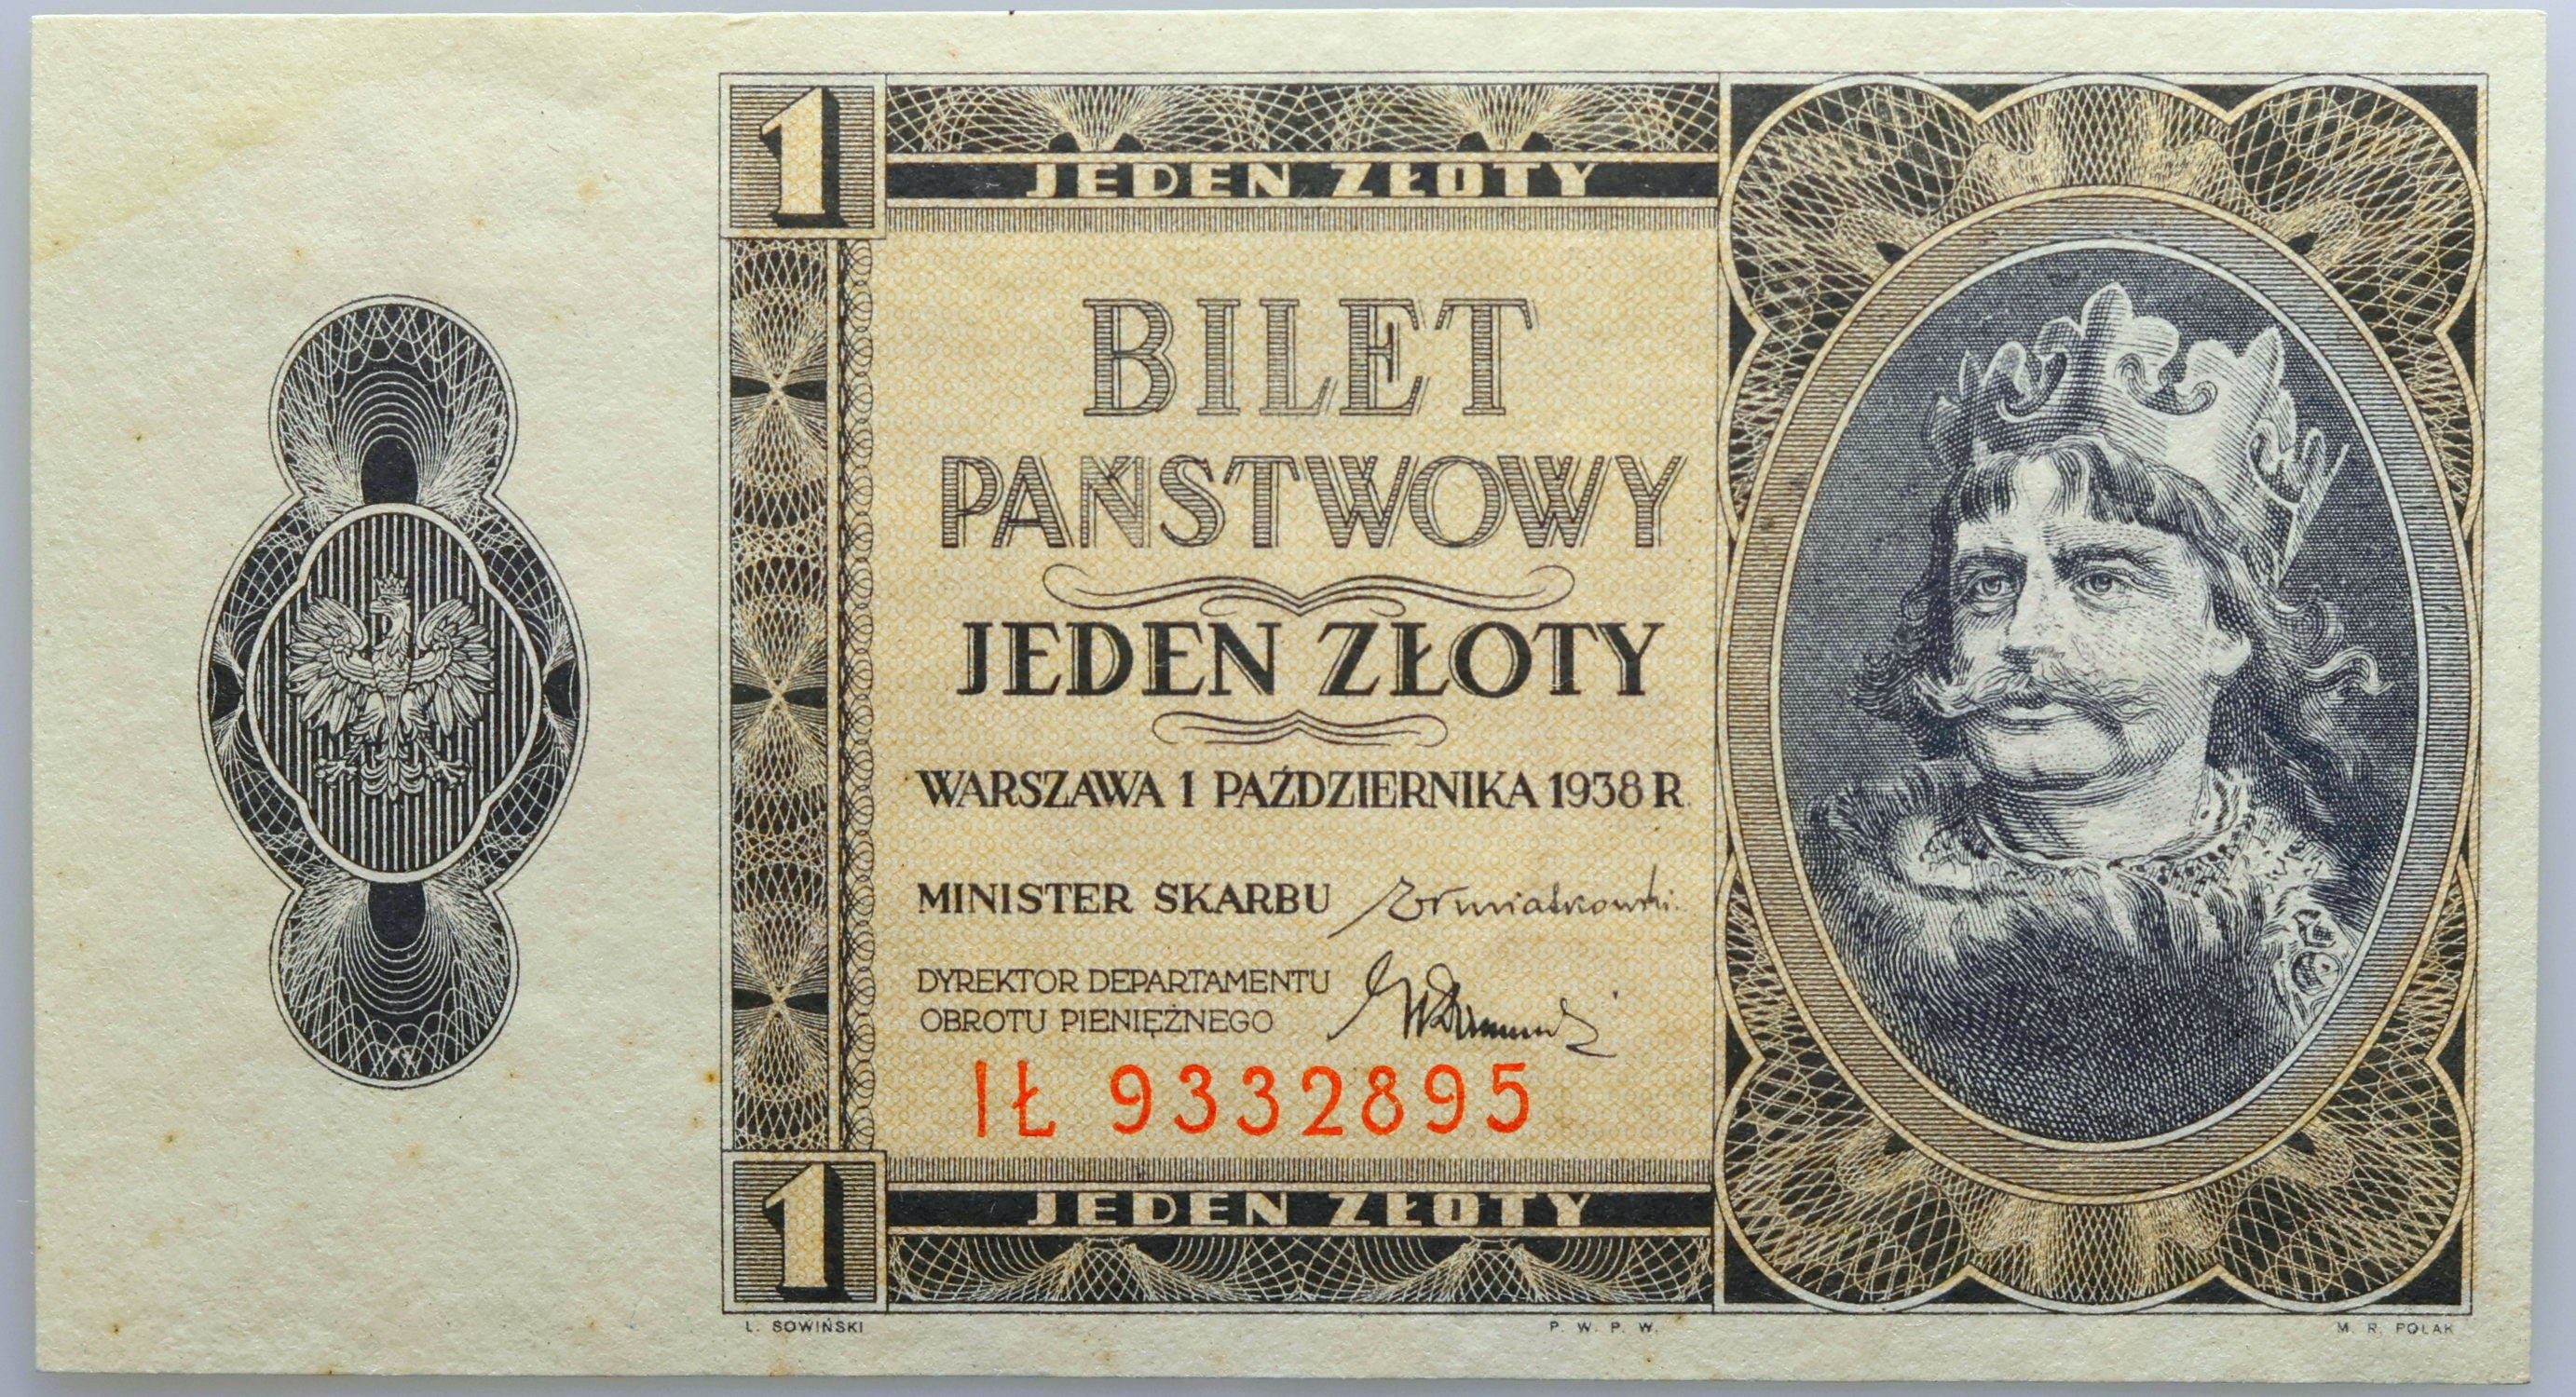 1
JEDEN ZŁOTY
BILET
PAŃSTWOWY
JEDEN ZŁOTY
WARSZAWA 1 PAŹDZIERNIKA 1938 R.
MINISTER SKARBU
DYREKTOR DEPARTAMENTU
OBROTU PIENIĘŻNEGO
IŁ 9332895
1
JEDEN ZŁOTY
L. SOWIŃSKI
P. W. P. W.
M. R. POLAK